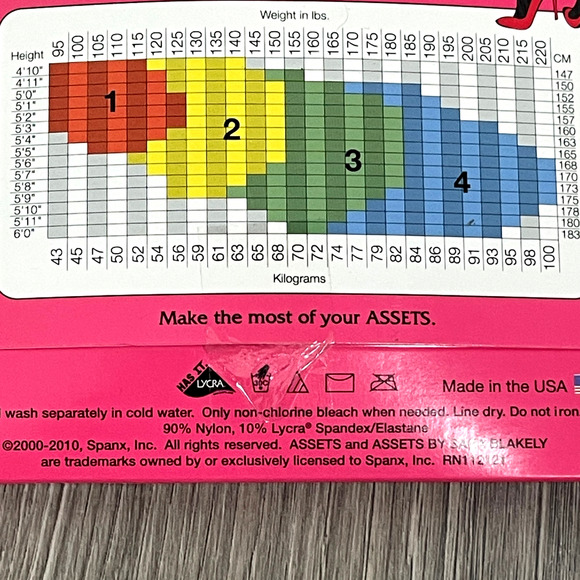 Weight in lbs.
Height 95 100 105 110 115 120 125 130 135 140 145 150 155 160 165 170 175 180 185 190 195 200 205 210 215 220 CM
4'10" 147
4'11" 150
5'0" 152
5'1" 155
5'2" 157
5'3" 160
5'4" 163
5'5" 165
5'6" 168
5'7" 170
5'8" 173
5'9" 175
5'10" 178
5'11" 180
6'0" 183
1
2
3
4
43 45 47 50 52 54 56 59 61 63 65 68 70 72 74 77 79 82 84 86 89 91 93 95 98 100
Kilograms
Make the most of your ASSETS.
HAS IT.
LYCRA
Made in the USA
wash separately in cold water. Only non-chlorine bleach when needed. Line dry. Do not iron.
90% Nylon, 10% Lycra® Spandex/Elastane
©2000-2010, Spanx, Inc. All rights reserved. ASSETS and ASSETS BY BLAKELY
are trademarks owned by or exclusively licensed to Spanx, Inc.